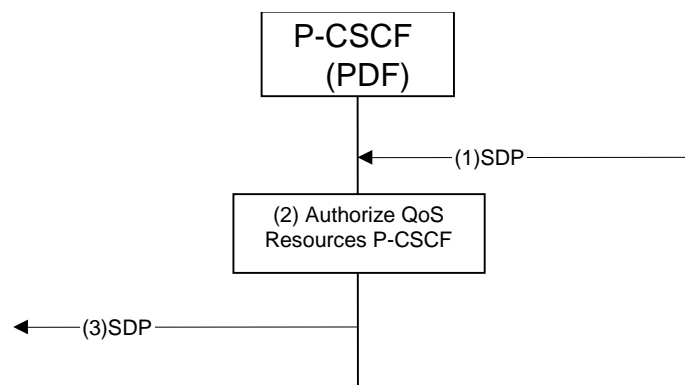 P-CSCF
(PDF)
(1)SDP
(2) Authorize QoS
Resources P-CSCF
(3)SDP